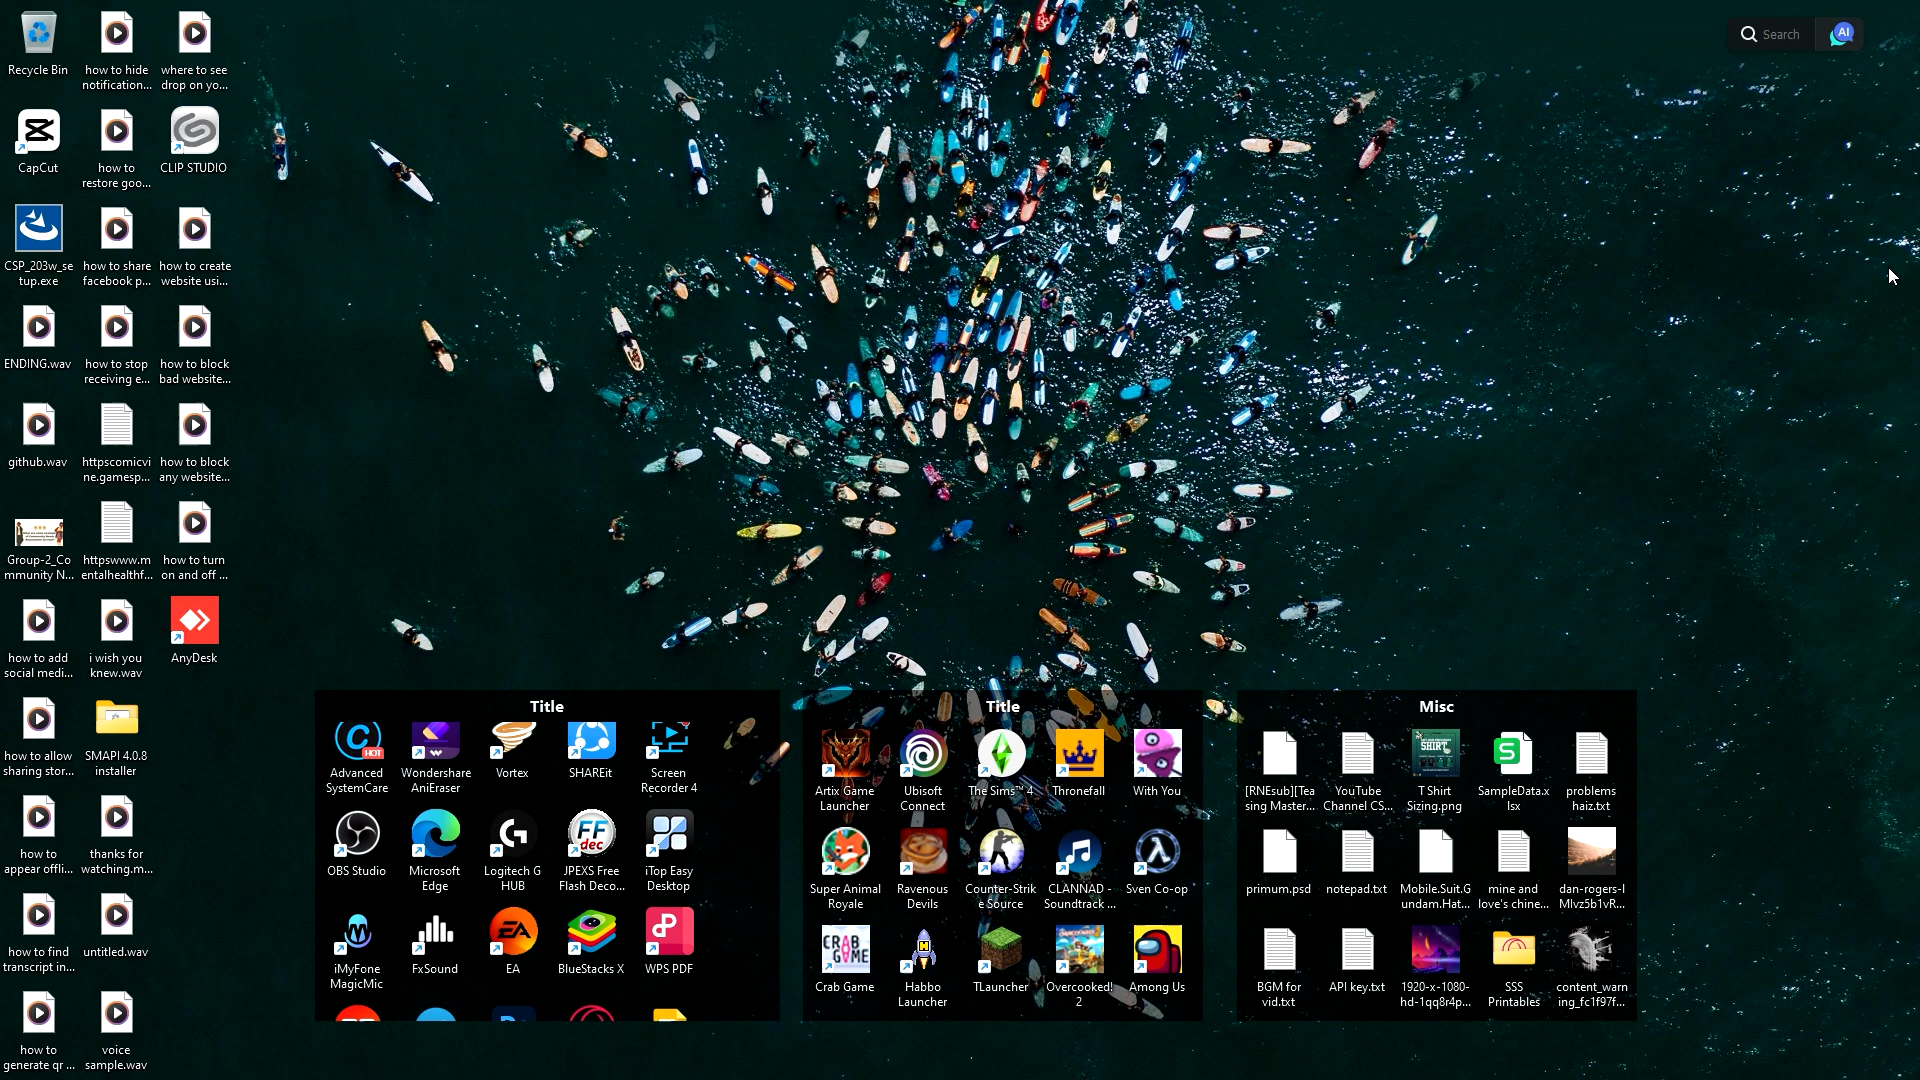 Recycle Bin
how to hide
notification...
where to see
drop on yo...
CapCut
how to
restore goo...
CLIP STUDIO
CSP_203w_se
tup.exe
how to share
facebook p...
how to create
website usi...
ENDING.wav
how to stop
receiving e...
how to block
bad website...
github.wav
httpscomicvi
ne.gamesp...
how to block
any website...
Group-2_Co
mmunity N...
httpswww.m
entalhealthf...
how to turn
on and off ...
how to add
social medi...
i wish you
knew.wav
AnyDesk
how to allow
sharing stor...
SMAPI 4.0.8
installer
how to
appear offli...
thanks for
watching.m...
how to find
transcript in...
untitled.wav
how to
generate qr ...
voice
sample.wav
Search
AI
Title
HOT
Advanced
SystemCare
Wondershare
AniEraser
Vortex
SHAREit
Screen
Recorder 4
OBS Studio
Microsoft
Edge
Logitech G
HUB
FF
dec
JPEXS Free
Flash Deco...
iTop Easy
Desktop
iMyFone
MagicMic
FxSound
EA
EA
BlueStacks X
WPS PDF
Title
Artix Game
Launcher
Ubisoft
Connect
The Sims™ 4
Thronefall
With You
Super Animal
Royale
Ravenous
Devils
Counter-Strik
e Source
CLANNAD -
Soundtrack ...
Sven Co-op
CRAB
GAME
Crab Game
H
Habbo
Launcher
TLauncher
Overcooked!
2
Among Us
Misc
[RNEsub][Tea
sing Master...
YouTube
Channel CS...
SHIRT
T Shirt
Sizing.png
S
SampleData.x
lsx
problems
haiz.txt
primum.psd
notepad.txt
Mobile.Suit.G
undam.Hat...
mine and
love's chine...
dan-rogers-I
MIvz5b1vR...
BGM for
vid.txt
API key.txt
1920-x-1080-
hd-1qq8r4p...
SSS
Printables
content_warn
ing_fc1f97f...